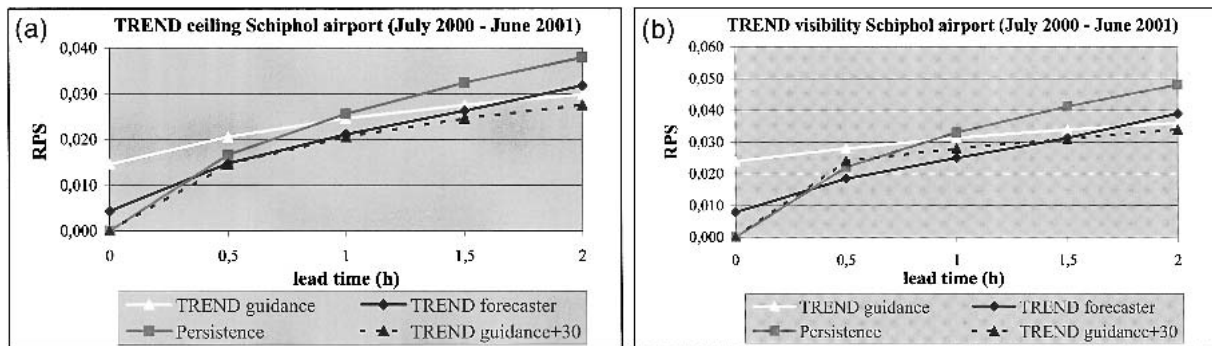 (a)
TREND ceiling Schiphol airport (July 2000 - June 2001)
0,040
0,030
0,020
0,010
0,000
RPS
0
0,5
1
1,5
2
lead time (h)
TREND guidance
TREND forecaster
Persistence
TREND guidance+30
(b)
TREND visibility Schiphol airport (July 2000 - June 2001)
0,060
0,050
0,040
0,030
0,020
0,010
0,000
RPS
0
0,5
1
1,5
2
lead time (h)
TREND guidance
TREND forecaster
Persistence
TREND guidance+30